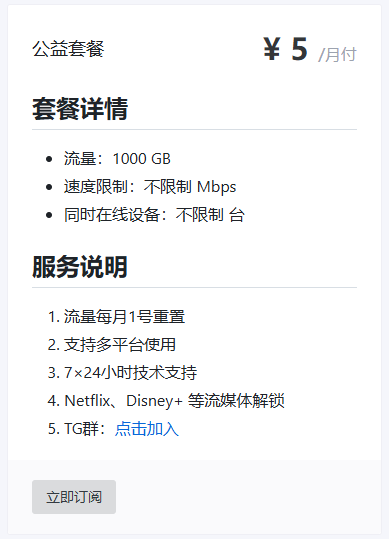 公益套餐
¥ 5 /月付
套餐详情
流量：1000 GB
速度限制：不限制 Mbps
同时在线设备：不限制 台
服务说明
1. 流量每月1号重置
2. 支持多平台使用
3. 7×24小时技术支持
4. Netflix、Disney+ 等流媒体解锁
5. TG群：点击加入
立即订阅